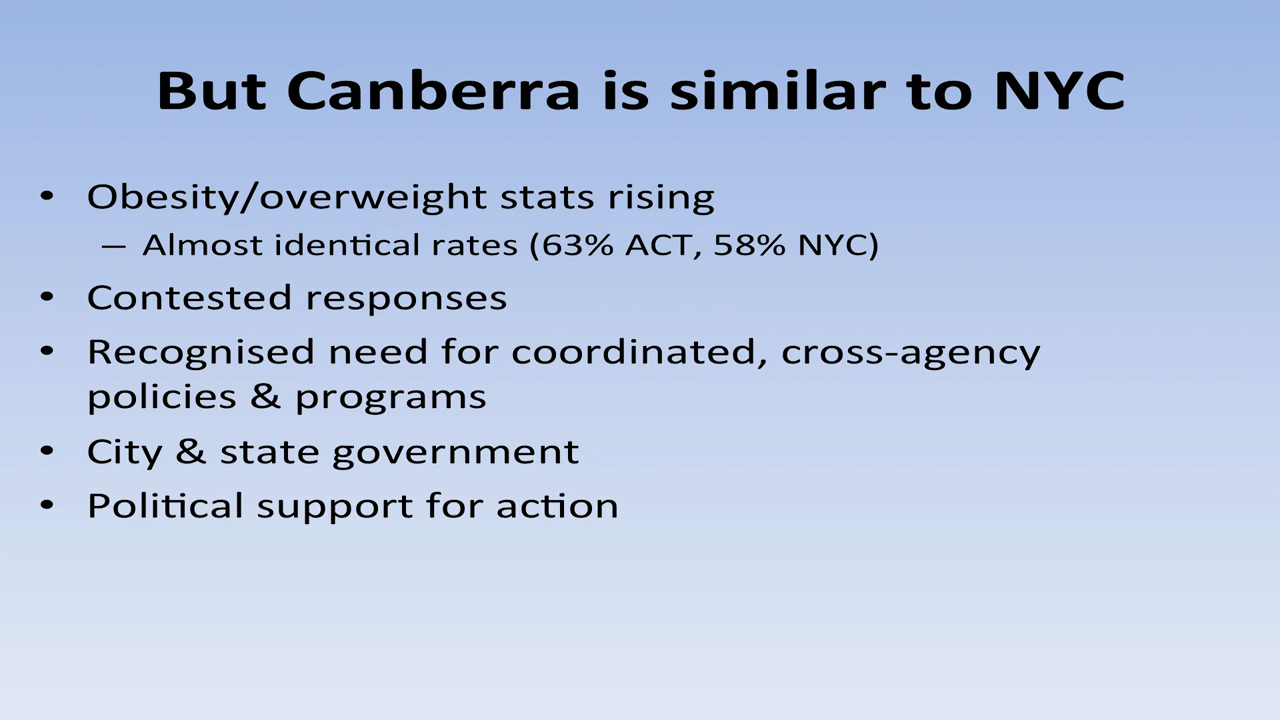 But Canberra is similar to NYC
• Obesity/overweight stats rising
– Almost identical rates (63% ACT, 58% NYC)
• Contested responses
• Recognised need for coordinated, cross-agency
policies & programs
• City & state government
• Political support for action